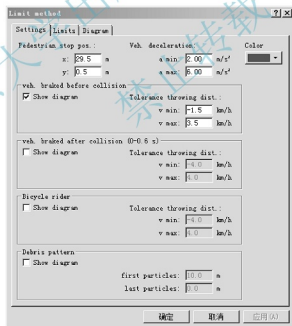 Limit method
Settings Limits Diagram
Pedestrian stop pos.: Veh. deceleration: Color
x: 29.5 m a min: 2.00 m/s²
y: 0.5 m a max: 6.00 m/s²
veh. braked before collision
Show diagram Tolerance throwing dist.:
v min: -1.5 km/h
v max: 3.5 km/h
veh. braked after collision (0-0.6 s)
Show diagram Tolerance throwing dist.:
v min: -4.0 km/h
v max: 4.0 km/h
Bicycle rider
Show diagram Tolerance throwing dist.:
v min: -4.0 km/h
v max: 4.0 km/h
Debris pattern
Show diagram
first particles: 10.0 m
last particles: 0.0 m
确定 取消 应用(A)